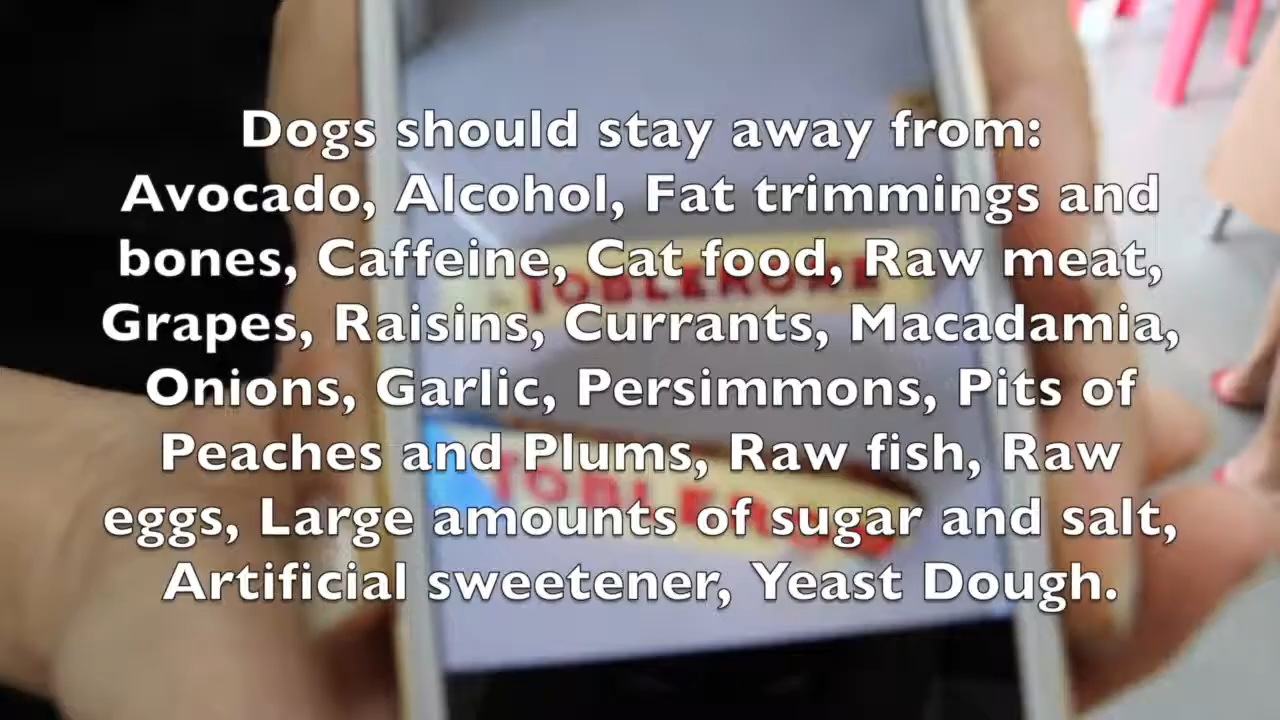 Dogs should stay away from:
Avocado, Alcohol, Fat trimmings and
bones, Caffeine, Cat food, Raw meat,
Grapes, Raisins, Currants, Macadamia,
Onions, Garlic, Persimmons, Pits of
Peaches and Plums, Raw fish, Raw
eggs, Large amounts of sugar and salt,
Artificial sweetener, Yeast Dough.
TOBLERONE
TOBLERONE